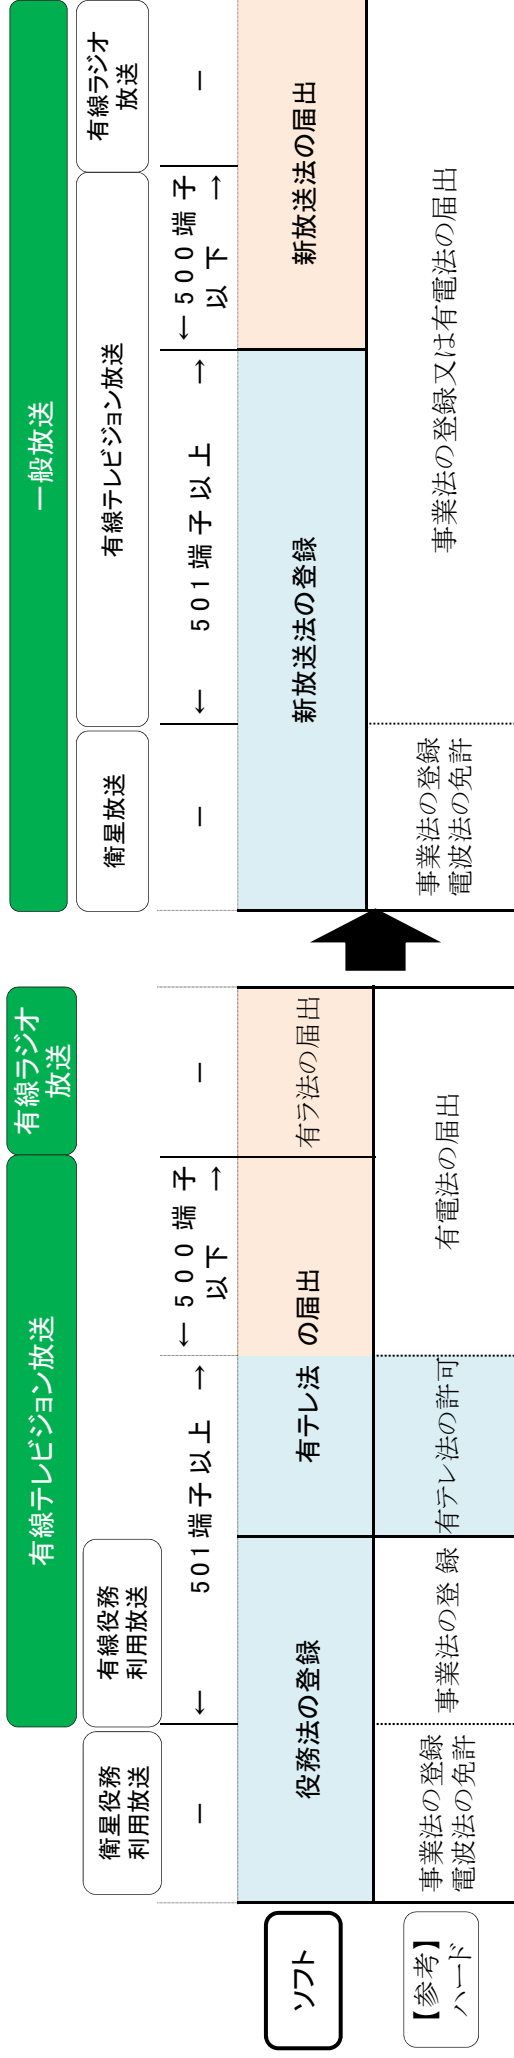 有線テレビジョン放送
有線ラジオ
放送
衛星役務
利用放送
有線役務
利用放送
－
← 501端子以上 →
← 500端子
以下 →
－
ソフト
役務法の登録
有テレ法 の届出
有ラ法の届出
【参考】
ハード
事業法の登録
電波法の免許
事業法の登 録
有テレ法の許可
有電法の届出
一般放送
衛星放送
有線テレビジョン放送
有線ラジオ
放送
－
← 501端子以上 →
←500端子
以下 →
－
新放送法の登録
新放送法の届出
事業法の登録
電波法の免許
事業法の登録又は有電法の届出